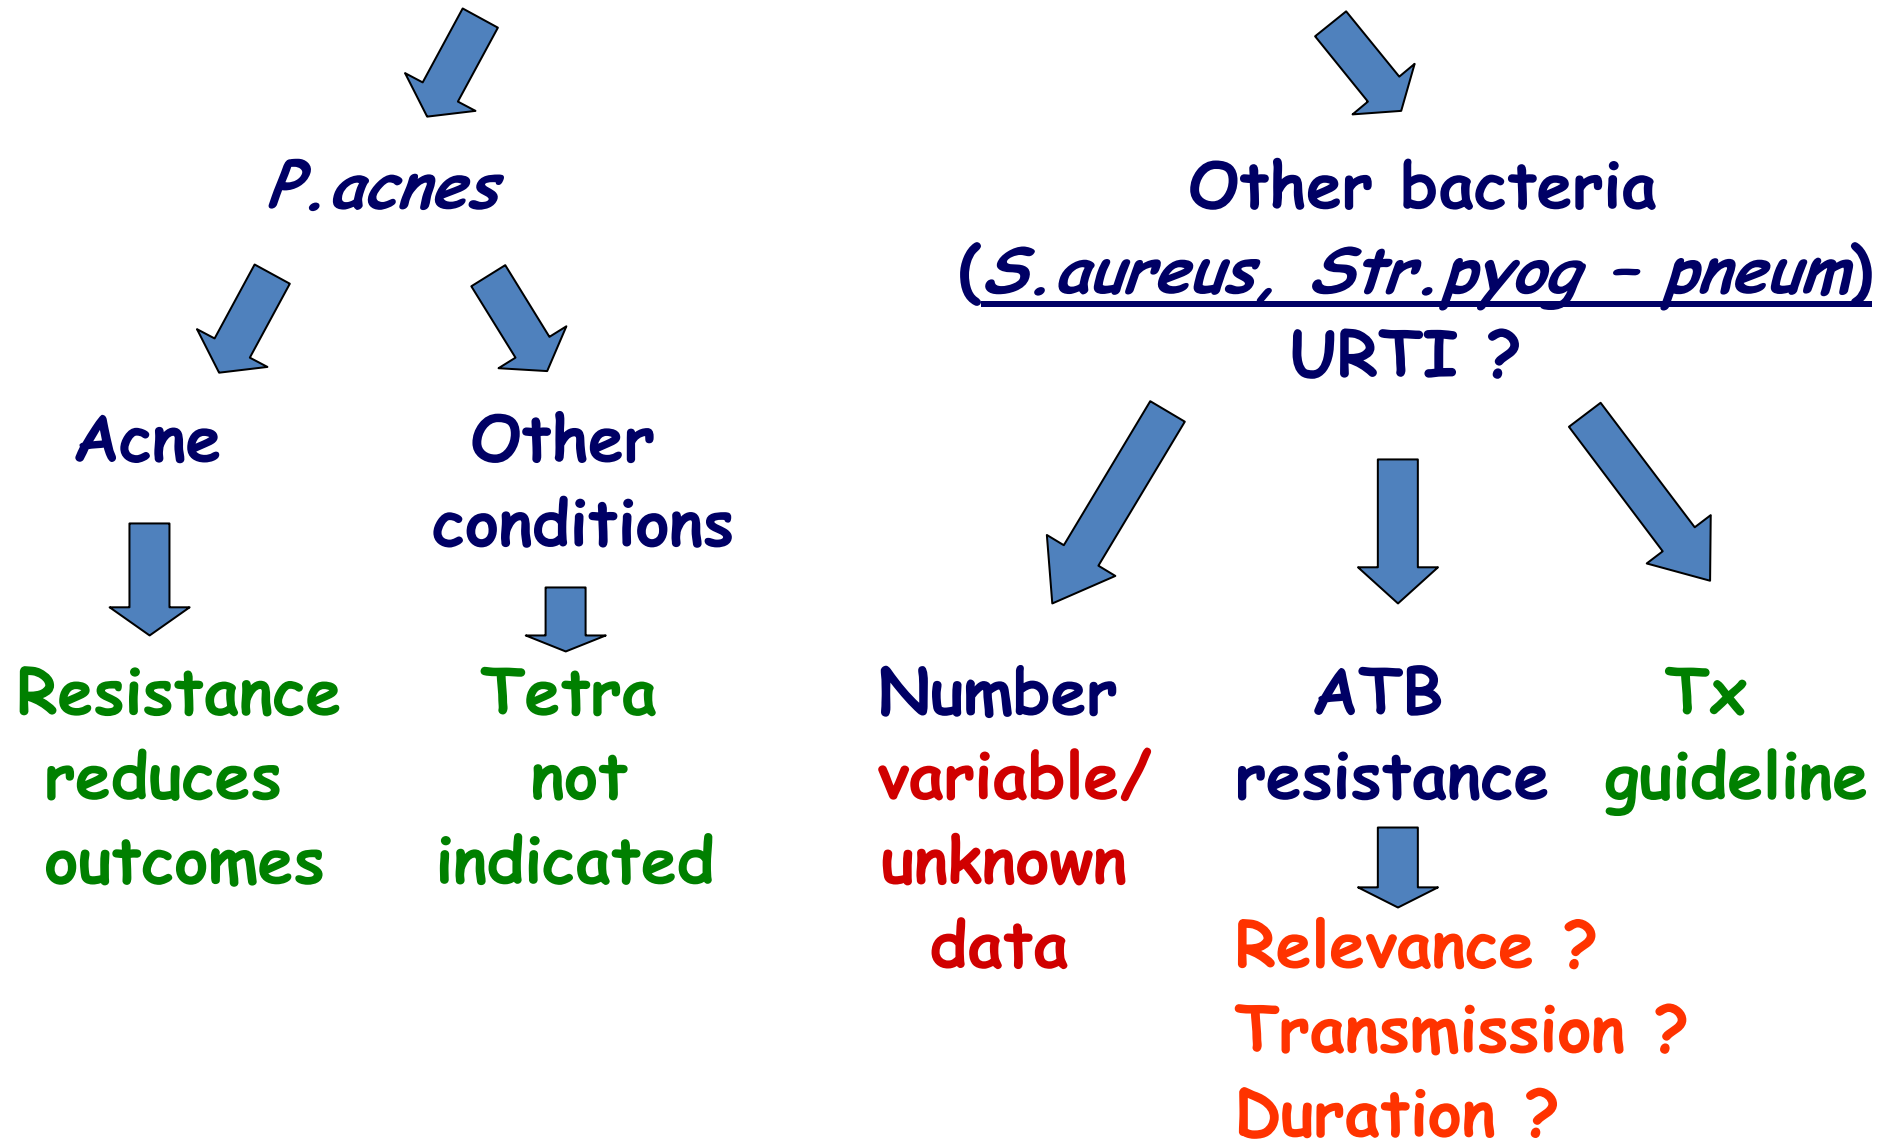 P.acnes
Other bacteria
(S.aureus, Str.pyog – pneum)
URTI ?
Acne
Other
conditions
Resistance
reduces
outcomes
Tetra
not
indicated
Number
variable/
unknown
data
ATB
resistance
Relevance ?
Transmission ?
Duration ?
Tx
guideline